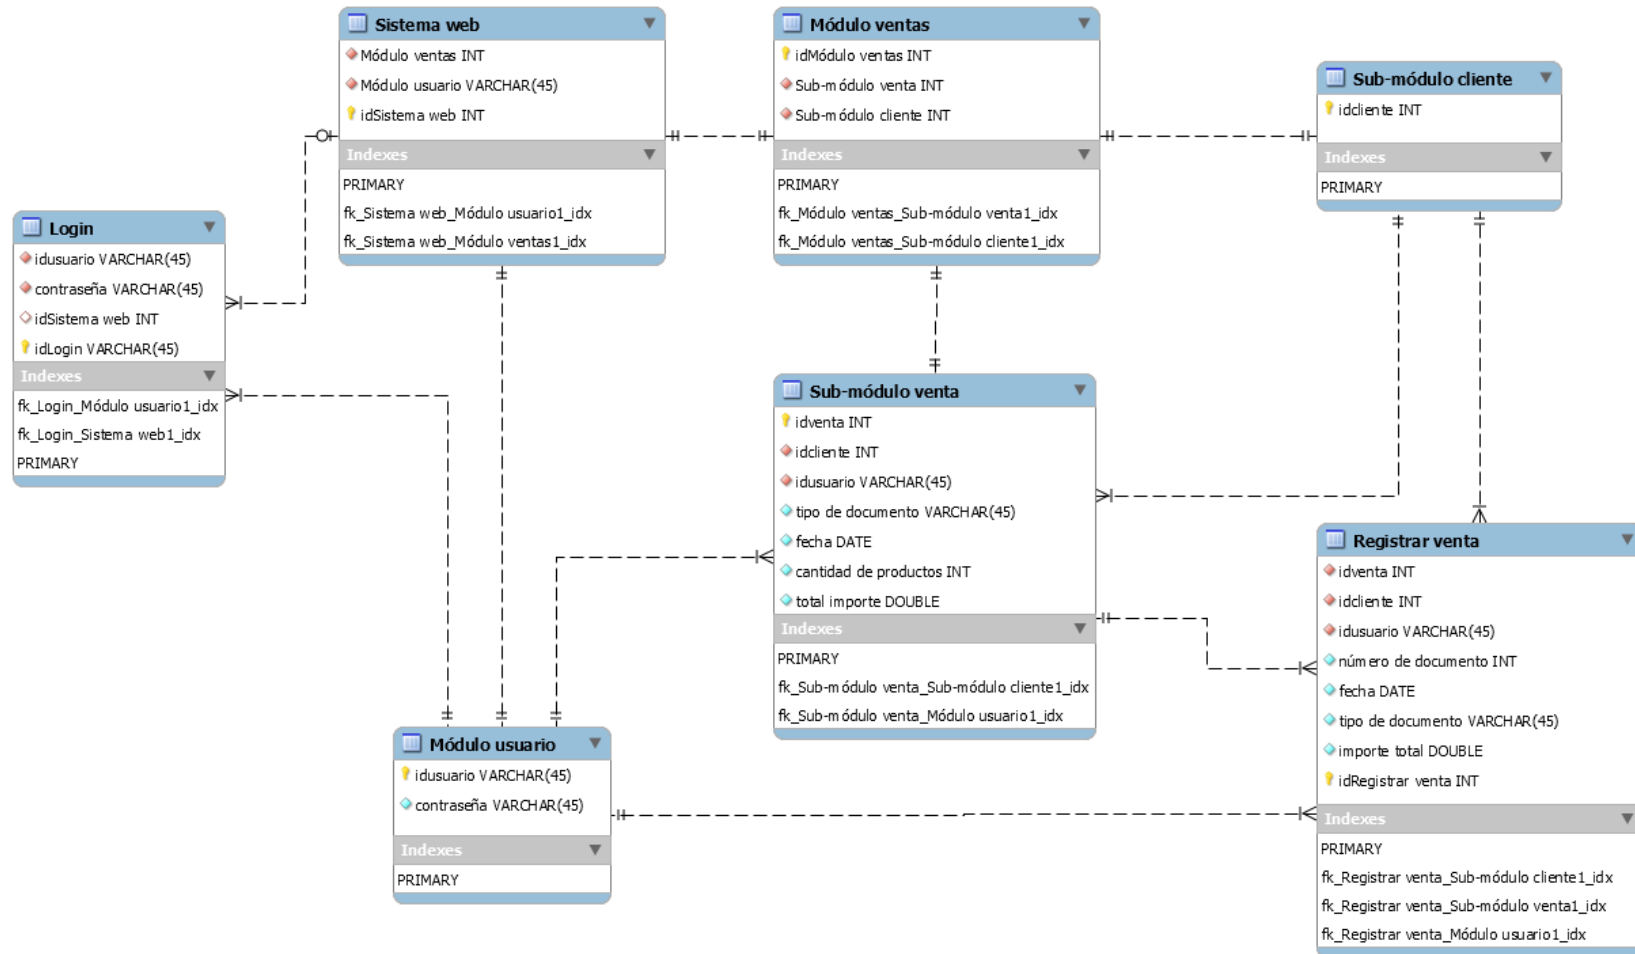 Sistema web
Módulo ventas INT
Módulo usuario VARCHAR(45)
idSistema web INT
Indexes
PRIMARY
fk_Sistema web_Módulo usuario1_idx
fk_Sistema web_Módulo ventas1_idx
Módulo ventas
idMódulo ventas INT
Sub-módulo venta INT
Sub-módulo cliente INT
Indexes
PRIMARY
fk_Módulo ventas_Sub-módulo venta1_idx
fk_Módulo ventas_Sub-módulo cliente1_idx
Sub-módulo cliente
idcliente INT
Indexes
PRIMARY
Login
idusuario VARCHAR(45)
contraseña VARCHAR(45)
idSistema web INT
idLogin VARCHAR(45)
Indexes
fk_Login_Módulo usuario1_idx
fk_Login_Sistema web1_idx
PRIMARY
Sub-módulo venta
idventa INT
idcliente INT
idusuario VARCHAR(45)
tipo de documento VARCHAR(45)
fecha DATE
cantidad de productos INT
total importe DOUBLE
Indexes
PRIMARY
fk_Sub-módulo venta_Sub-módulo cliente1_idx
fk_Sub-módulo venta_Módulo usuario1_idx
Registrar venta
idventa INT
idcliente INT
idusuario VARCHAR(45)
número de documento INT
fecha DATE
tipo de documento VARCHAR(45)
importe total DOUBLE
idRegistrar venta INT
Indexes
PRIMARY
fk_Registrar venta_Sub-módulo cliente1_idx
fk_Registrar venta_Sub-módulo venta1_idx
fk_Registrar venta_Módulo usuario1_idx
Módulo usuario
idusuario VARCHAR(45)
contraseña VARCHAR(45)
Indexes
PRIMARY